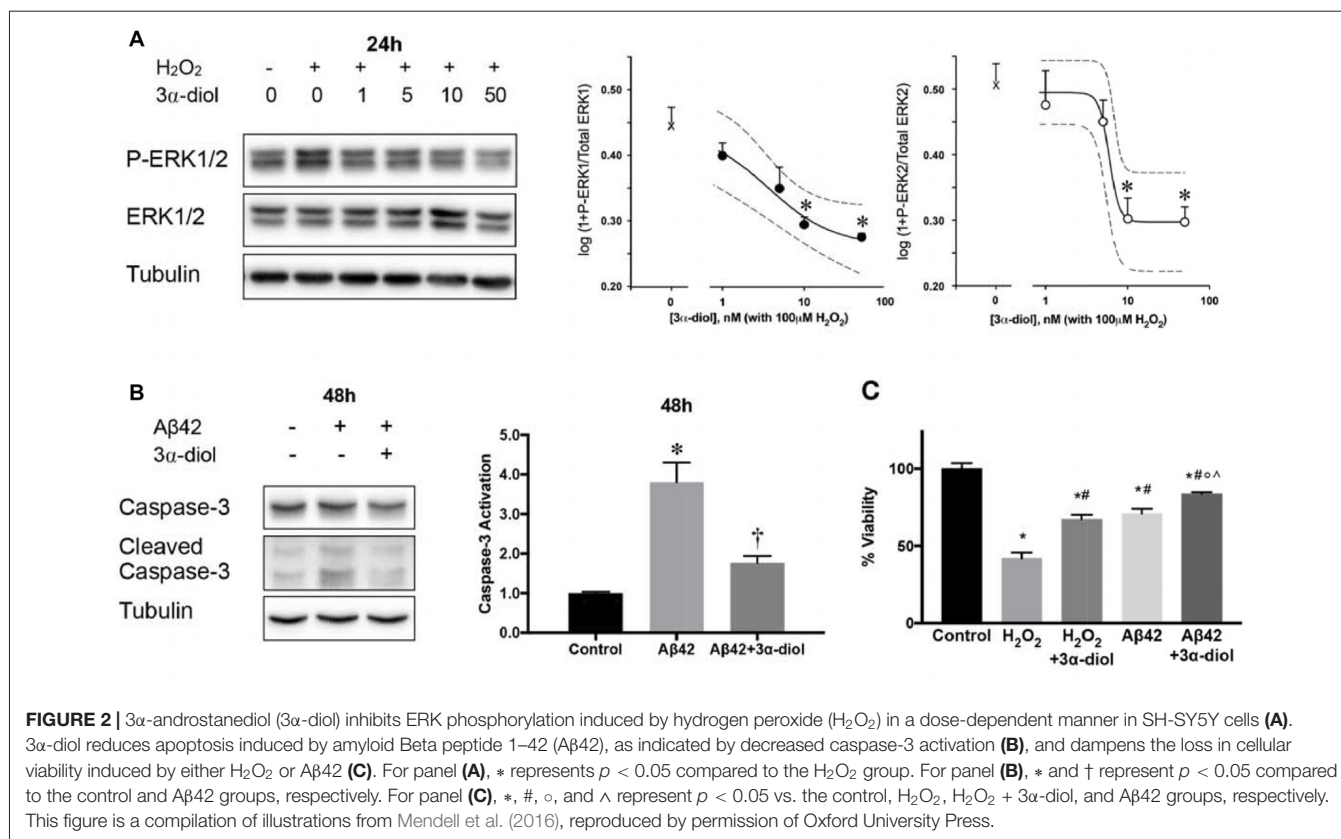 A
24h
H₂O₂ - + + + + +
3α-diol 0 0 1 5 10 50
P-ERK1/2
ERK1/2
Tubulin
log (1+P-ERK1/Total ERK1)
0.50
0.40
0.30
0.20
* *
x
0 1 10 100
[3α-diol], nM (with 100μM H₂O₂)
log (1+P-ERK2/Total ERK2)
0.50
0.40
0.30
0.20
* *
x
0 1 10 100
[3α-diol], nM (with 100μM H₂O₂)
B
48h
Aβ42 - + +
3α-diol - - +
Caspase-3
Cleaved
Caspase-3
Tubulin
48h
Caspase-3 Activation
5.0
4.0
3.0
2.0
1.0
0.0
*
†
Control Aβ42 Aβ42+3α-diol
C
% Viability
100
50
0
*
*#
*#
*#○^
Control H₂O₂ H₂O₂ Aβ42 Aβ42
+3α-diol +3α-diol
FIGURE 2 | 3α-androstanediol (3α-diol) inhibits ERK phosphorylation induced by hydrogen peroxide (H₂O₂) in a dose-dependent manner in SH-SY5Y cells (A).
3α-diol reduces apoptosis induced by amyloid Beta peptide 1–42 (Aβ42), as indicated by decreased caspase-3 activation (B), and dampens the loss in cellular
viability induced by either H₂O₂ or Aβ42 (C). For panel (A), * represents p < 0.05 compared to the H₂O₂ group. For panel (B), * and † represent p < 0.05 compared
to the control and Aβ42 groups, respectively. For panel (C), *, #, ○, and ^ represent p < 0.05 vs. the control, H₂O₂, H₂O₂ + 3α-diol, and Aβ42 groups, respectively.
This figure is a compilation of illustrations from Mendell et al. (2016), reproduced by permission of Oxford University Press.